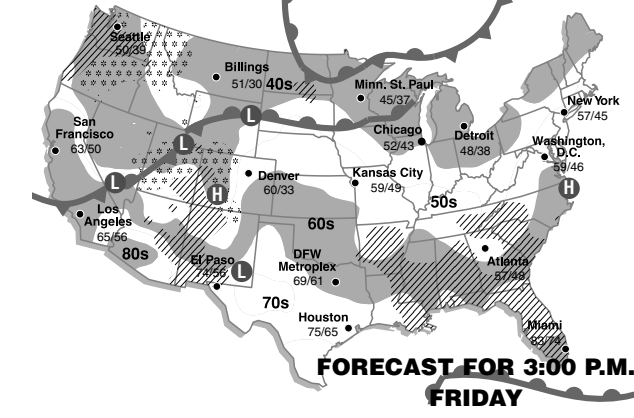 Seattle
50/39
Billings
51/30
40s
Minn. St. Paul
45/37
San
Francisco
63/50
L
L
Chicago
52/43
Detroit
48/38
New York
57/45
Washington,
D.C.
59/46
L
H
Denver
60/33
Kansas City
59/49
H
50s
Los
Angeles
65/56
60s
80s
El Paso
74/56
L
DFW
Metroplex
69/61
Atlanta
57/48
70s
Houston
75/65
Miami
83/74
FORECAST FOR 3:00 P.M.
FRIDAY